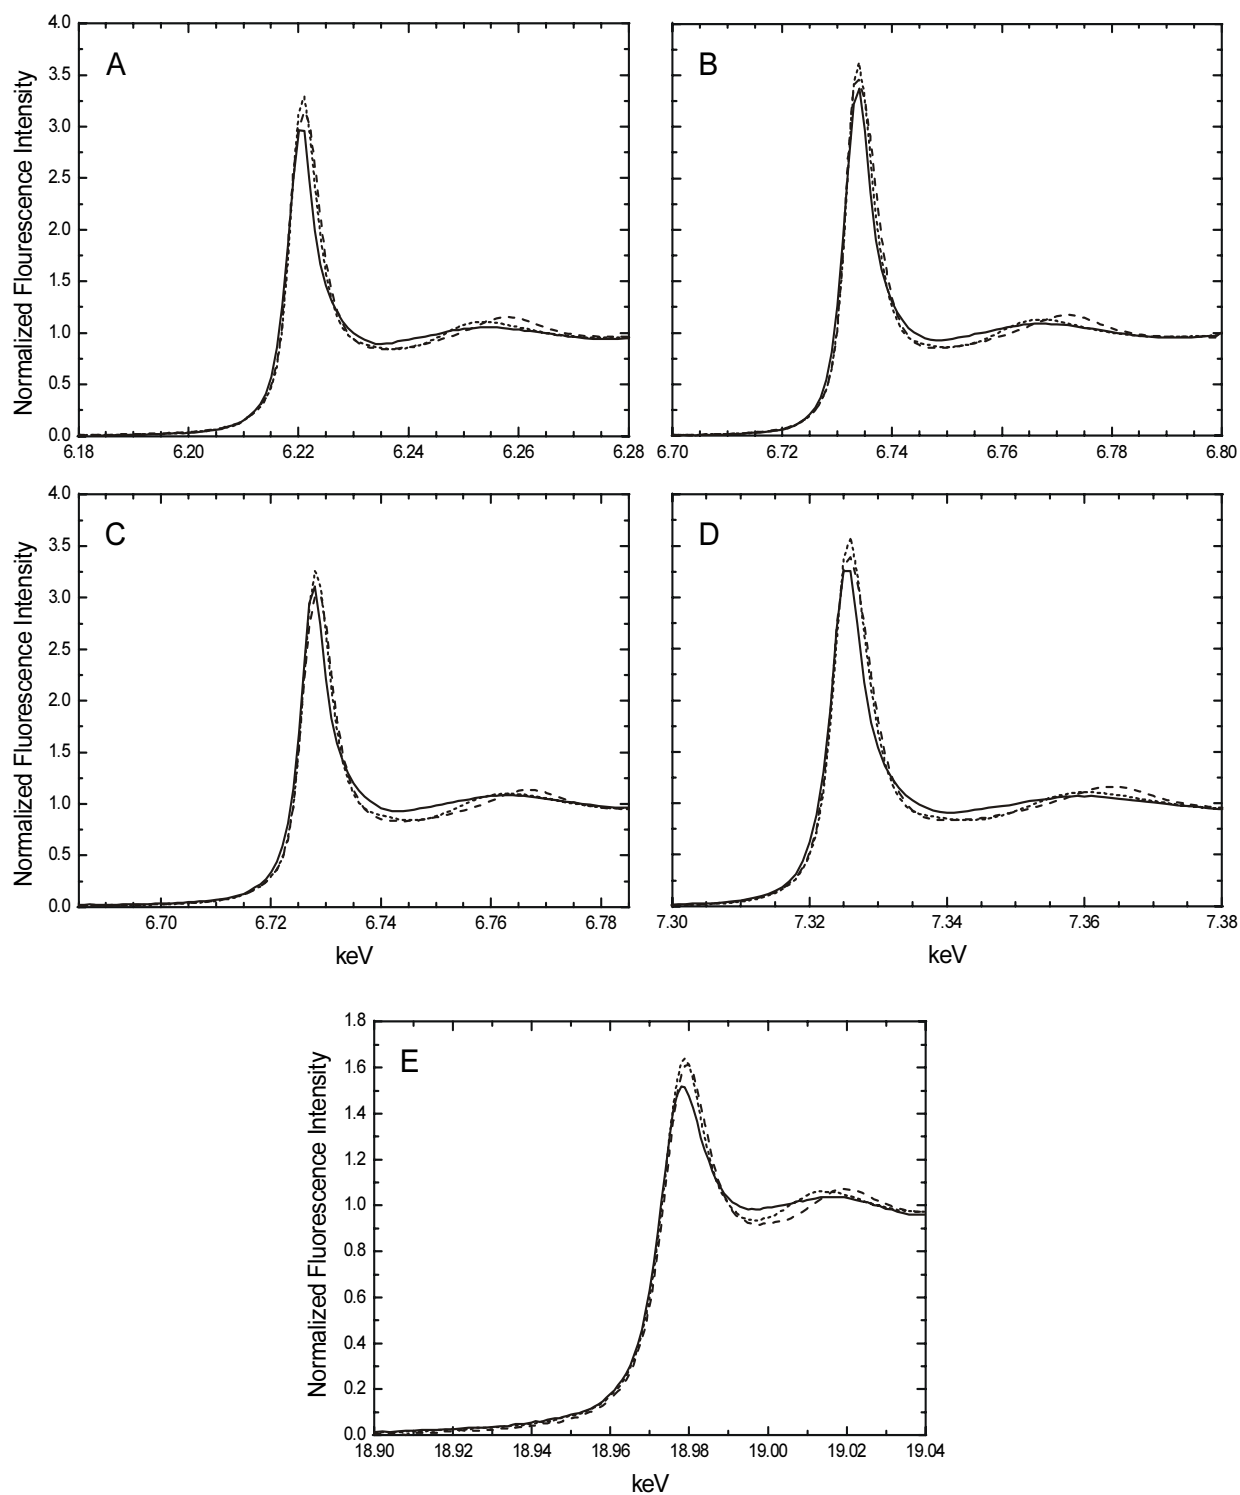 A
Normalized Flourescence Intensity
4.0
3.5
3.0
2.5
2.0
1.5
1.0
0.5
0.0
6.18 6.20 6.22 6.24 6.26 6.28
B
6.70 6.72 6.74 6.76 6.78 6.80
C
Normalized Fluorescence Intensity
4.0
3.5
3.0
2.5
2.0
1.5
1.0
0.5
0.0
6.70 6.72 6.74 6.76 6.78
keV
D
7.30 7.32 7.34 7.36 7.38
keV
E
Normalized Fluorescence Intensity
1.8
1.6
1.4
1.2
1.0
0.8
0.6
0.4
0.2
0.0
18.90 18.92 18.94 18.96 18.98 19.00 19.02 19.04
keV